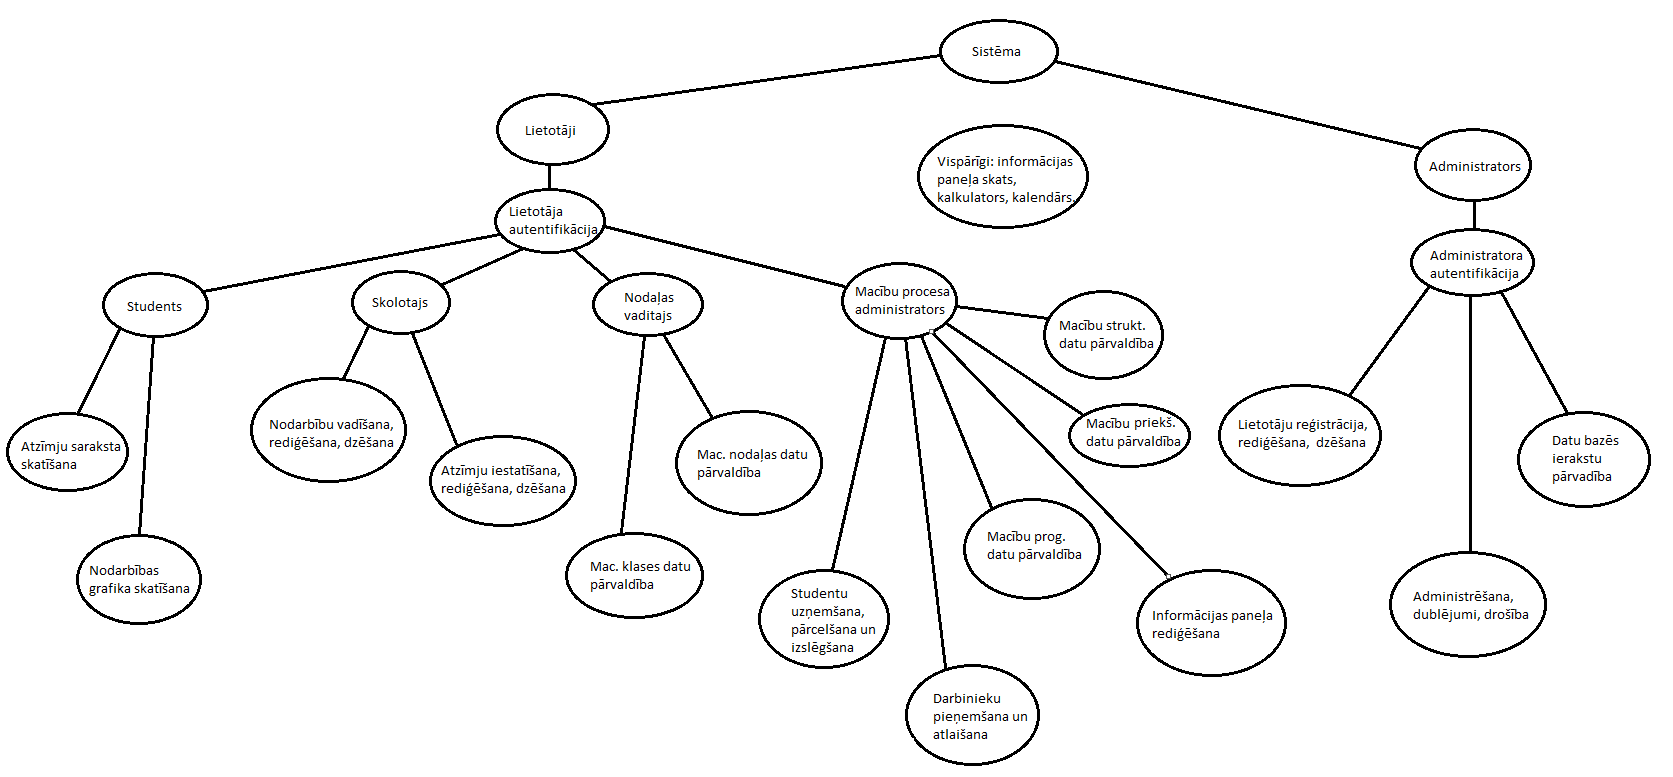 Sistēma
Lietotāji
Vispārīgi: informācijas
paneļa skats,
kalkulators, kalendārs.
Administrators
Lietotāja
autentifikācija
Administratora
autentifikācija
Students
Skolotajs
Nodaļas
vaditajs
Macību procesa
administrators
Macību strukt.
datu pārvaldība
Atzīmju saraksta
skatīšana
Nodarbību vadīšana,
rediģēšana, dzēšana
Atzīmju iestatīšana,
rediģēšana, dzēšana
Mac. nodaļas datu
pārvaldība
Macību priekš.
datu pārvaldība
Lietotāju reģistrācija,
rediģēšana, dzēšana
Datu bazēs
ierakstu
pārvadība
Nodarbības
grafika skatīšana
Mac. klases datu
pārvaldība
Macību prog.
datu pārvaldība
Studentu
uzņemšana,
pārcelšana un
izslēgšana
Informācijas paneļa
rediģēšana
Administrēšana,
dublējumi, drošība
Darbinieku
pieņemšana un
atlaišana